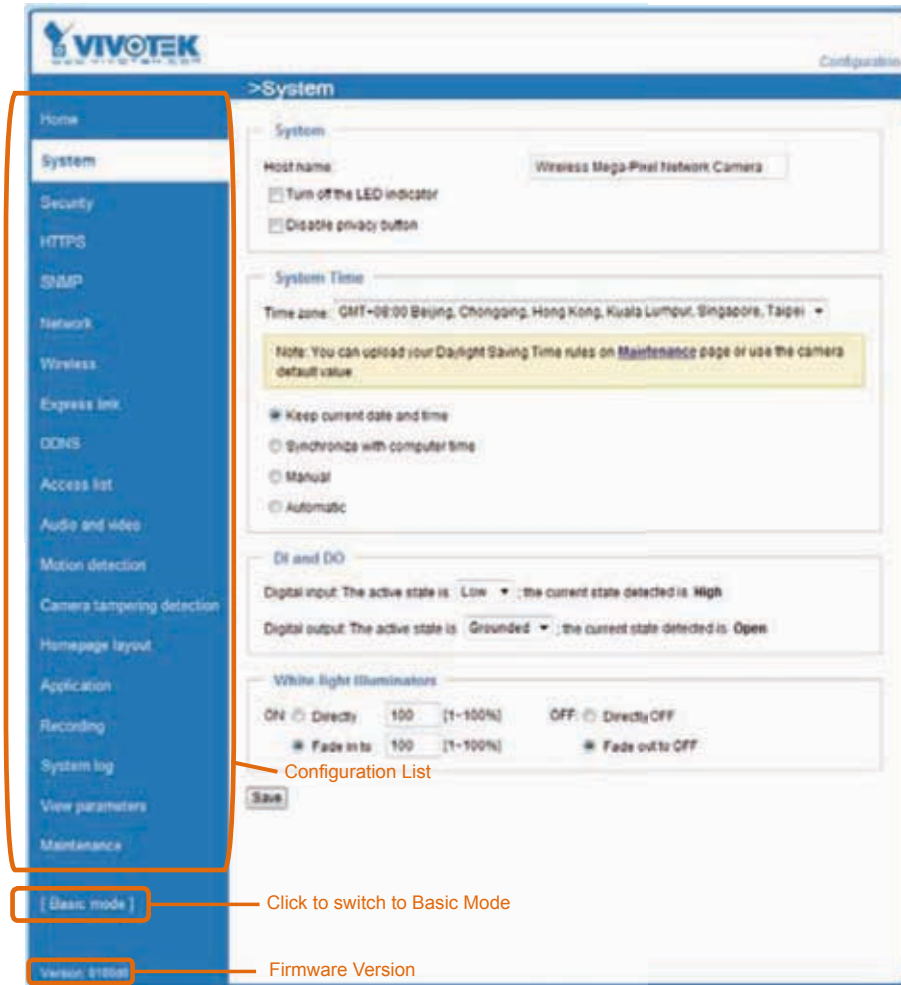 VIVOTEK
WWW.VIVOTEK.COM
Configuration
>System
Home
System
Security
HTTPS
SNMP
Network
Wireless
Express link
DDNS
Access list
Audio and video
Motion detection
Camera tampering detection
Homepage layout
Application
Recording
System log
View parameters
Maintenance
[ Basic mode ]
Version:
System
Host name: Wireless Mega-Pixel Network Camera
Turn off the LED indicator
Disable privacy button
System Time
Time zone: GMT+08:00 Beijing, Chongqing, Hong Kong, Kuala Lumpur, Singapore, Taipei
Note: You can upload your Daylight Saving Time rules on Maintenance page or use the camera
default value
Keep current date and time
Synchronize with computer time
Manual
Automatic
DI and DO
Digital input: The active state is Low ; the current state detected is High
Digital output: The active state is Grounded ; the current state detected is Open
White light Illuminators
ON: Directly 100 [1~100%] OFF: Directly OFF
Fade in to 100 [1~100%] Fade out to OFF
Save
Configuration List
Click to switch to Basic Mode
Firmware Version